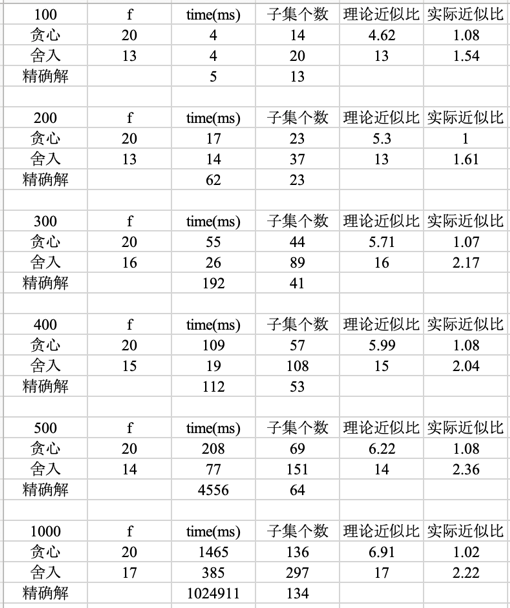 100 f time(ms) 子集个数 理论近似比 实际近似比
贪心 20 4 14 4.62 1.08
舍入 13 4 20 13 1.54
精确解 5 13
200 f time(ms) 子集个数 理论近似比 实际近似比
贪心 20 17 23 5.3 1
舍入 13 14 37 13 1.61
精确解 62 23
300 f time(ms) 子集个数 理论近似比 实际近似比
贪心 20 55 44 5.71 1.07
舍入 16 26 89 16 2.17
精确解 192 41
400 f time(ms) 子集个数 理论近似比 实际近似比
贪心 20 109 57 5.99 1.08
舍入 15 19 108 15 2.04
精确解 112 53
500 f time(ms) 子集个数 理论近似比 实际近似比
贪心 20 208 69 6.22 1.08
舍入 14 77 151 14 2.36
精确解 4556 64
1000 f time(ms) 子集个数 理论近似比 实际近似比
贪心 20 1465 136 6.91 1.02
舍入 17 385 297 17 2.22
精确解 1024911 134